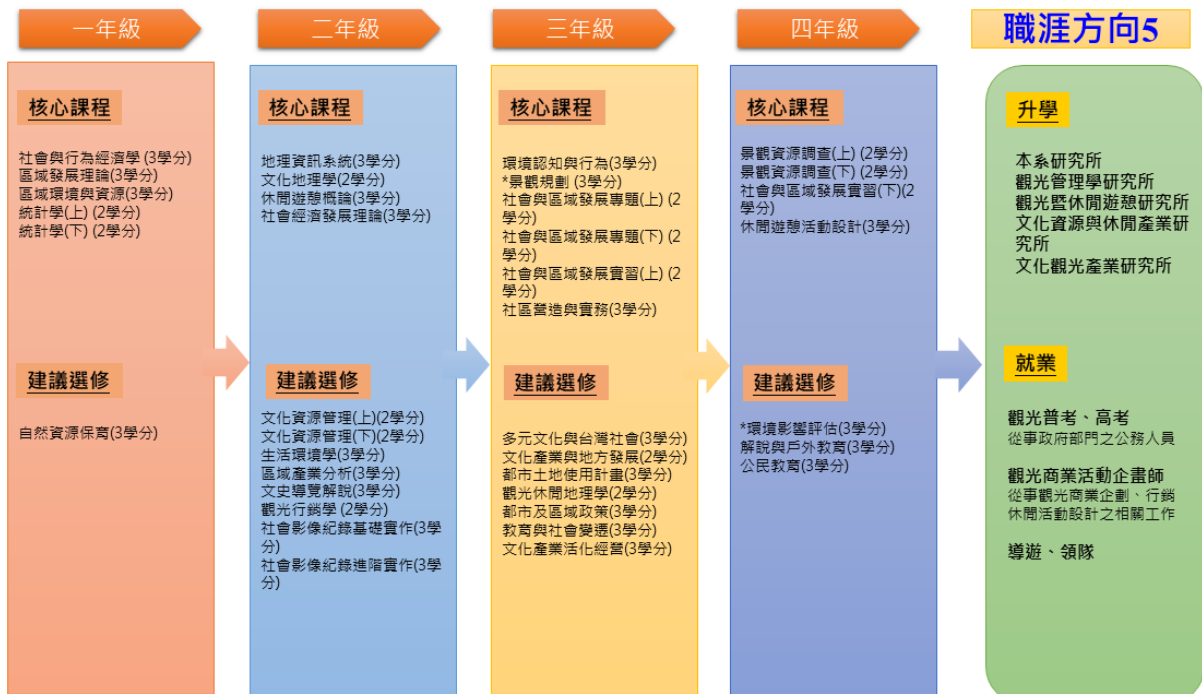 一年級
核心課程
社會與行為經濟學 (3學分)
區域發展理論(3學分)
區域環境與資源(3學分)
統計學(上) (2學分)
統計學(下) (2學分)
建議選修
自然資源保育(3學分)
二年級
核心課程
地理資訊系統(3學分)
文化地理學(2學分)
休閒遊憩概論(3學分)
社會經濟發展理論(3學分)
建議選修
文化資源管理(上)(2學分)
文化資源管理(下)(2學分)
生活環境學(3學分)
區域產業分析(3學分)
文史導覽解說(3學分)
觀光行銷學 (2學分)
社會影像紀錄基礎實作(3學
分)
社會影像紀錄進階實作(3學
分)
三年級
核心課程
環境認知與行為(3學分)
*景觀規劃 (3學分)
社會與區域發展專題(上) (2
學分)
社會與區域發展專題(下) (2
學分)
社會與區域發展實習(上) (2
學分)
社區營造與實務(3學分)
建議選修
多元文化與台灣社會(3學分)
文化產業與地方發展(2學分)
都市土地使用計畫(3學分)
觀光休閒地理學(2學分)
都市及區域政策(3學分)
教育與社會變遷(3學分)
文化產業活化經營(3學分)
四年級
核心課程
景觀資源調查(上) (2學分)
景觀資源調查(下) (2學分)
社會與區域發展實習(下)(2
學分)
休閒遊憩活動設計(3學分)
建議選修
*環境影響評估(3學分)
解說與戶外教育(3學分)
公民教育(3學分)
職涯方向5
升學
本系研究所
觀光管理學研究所
觀光暨休閒遊憩研究所
文化資源與休閒產業研
究所
文化觀光產業研究所
就業
觀光普考、高考
從事政府部門之公務人員
觀光商業活動企畫師
從事觀光商業企劃、行銷
休閒活動設計之相關工作
導遊、領隊